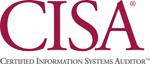 CISA®
CERTIFIED INFORMATION SYSTEMS AUDITOR™